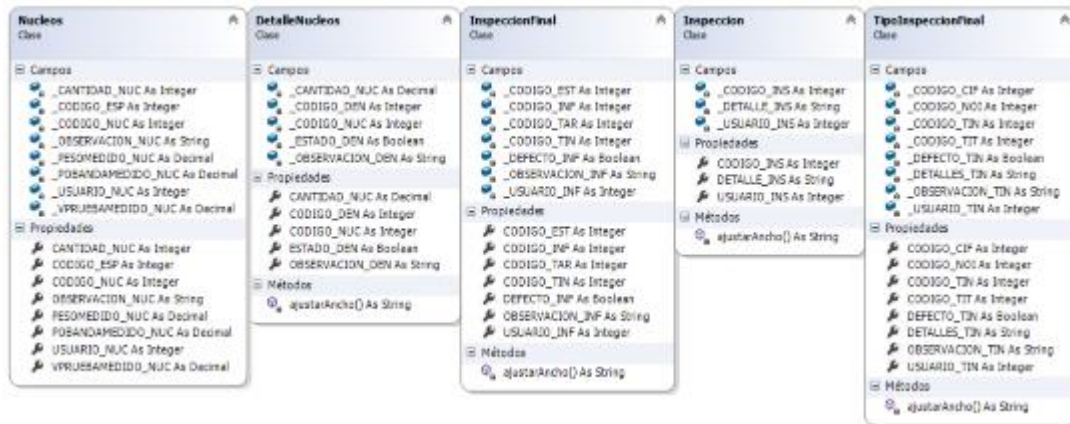 Nucleos
Clase
Campos
_CANTIDAD_NUC As Integer
_CODIGO_ESP As Integer
_CODIGO_NUC As Integer
_OBSERVACION_NUC As String
_PESOMEDIDO_NUC As Decimal
_POBANDAMEDIDO_NUC As Decimal
_USUARIO_NUC As Integer
_VPRUEBAMEDIDO_NUC As Decimal
Propiedades
CANTIDAD_NUC As Integer
CODIGO_ESP As Integer
CODIGO_NUC As Integer
OBSERVACION_NUC As String
PESOMEDIDO_NUC As Decimal
POBANDAMEDIDO_NUC As Decimal
USUARIO_NUC As Integer
VPRUEBAMEDIDO_NUC As Decimal
DetalleNucleos
Clase
Campos
_CANTIDAD_NUC As Decimal
_CODIGO_DEN As Integer
_CODIGO_NUC As Integer
_ESTADO_DEN As Boolean
_OBSERVACION_DEN As String
Propiedades
CANTIDAD_NUC As Decimal
CODIGO_DEN As Integer
CODIGO_NUC As Integer
ESTADO_DEN As Boolean
OBSERVACION_DEN As String
Métodos
ajustarAncho() As String
InspeccionFinal
Clase
Campos
_CODIGO_EST As Integer
_CODIGO_INF As Integer
_CODIGO_TAR As Integer
_CODIGO_TIN As Integer
_DEFECTO_INF As Boolean
_OBSERVACION_INF As String
_USUARIO_INF As Integer
Propiedades
CODIGO_EST As Integer
CODIGO_INF As Integer
CODIGO_TAR As Integer
CODIGO_TIN As Integer
DEFECTO_INF As Boolean
OBSERVACION_INF As String
USUARIO_INF As Integer
Métodos
ajustarAncho() As String
Inspeccion
Clase
Campos
_CODIGO_INS As Integer
_DETALLE_INS As String
_USUARIO_INS As Integer
Propiedades
CODIGO_INS As Integer
DETALLE_INS As String
USUARIO_INS As Integer
Métodos
ajustarAncho() As String
TipoInspeccionFinal
Clase
Campos
_CODIGO_CIF As Integer
_CODIGO_NOI As Integer
_CODIGO_TIN As Integer
_CODIGO_TIT As Integer
_DEFECTO_TIN As Boolean
_DETALLES_TIN As String
_OBSERVACION_TIN As String
_USUARIO_TIN As Integer
Propiedades
CODIGO_CIF As Integer
CODIGO_NOI As Integer
CODIGO_TIN As Integer
CODIGO_TIT As Integer
DEFECTO_TIN As Boolean
DETALLES_TIN As String
OBSERVACION_TIN As String
USUARIO_TIN As Integer
Métodos
ajustarAncho() As String